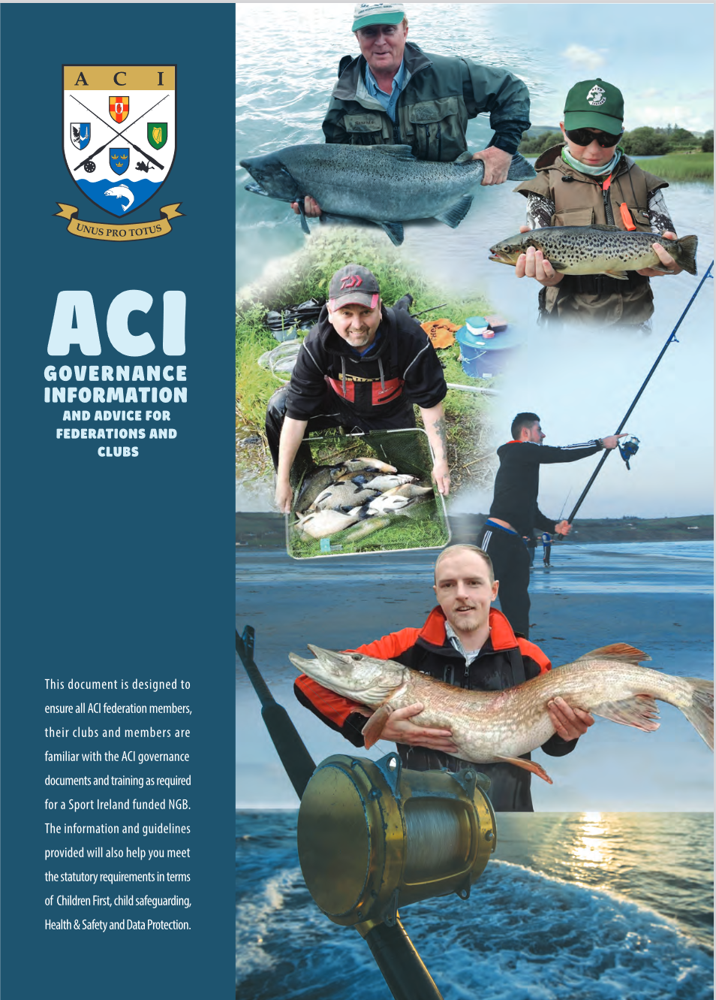 A C I
UNUS PRO TOTUS
ACI
GOVERNANCE
INFORMATION
AND ADVICE FOR
FEDERATIONS AND
CLUBS
This document is designed to
ensure all ACI federation members,
their clubs and members are
familiar with the ACI governance
documents and training as required
for a Sport Ireland funded NGB.
The information and guidelines
provided will also help you meet
the statutory requirements in terms
of Children First, child safeguarding,
Health & Safety and Data Protection.